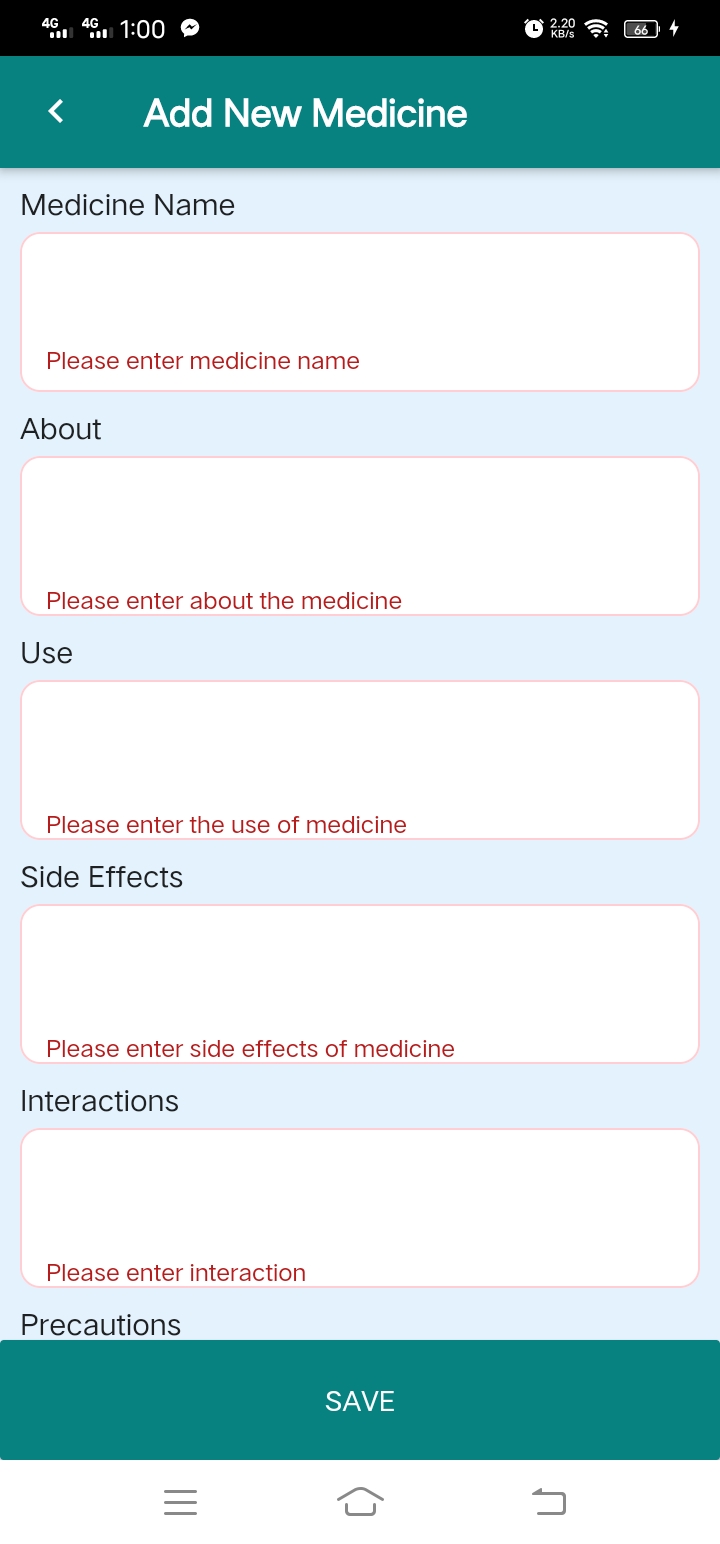 4G 4G 1:00 2.20 KB/s 66
Add New Medicine
Medicine Name
Please enter medicine name
About
Please enter about the medicine
Use
Please enter the use of medicine
Side Effects
Please enter side effects of medicine
Interactions
Please enter interaction
Precautions
SAVE